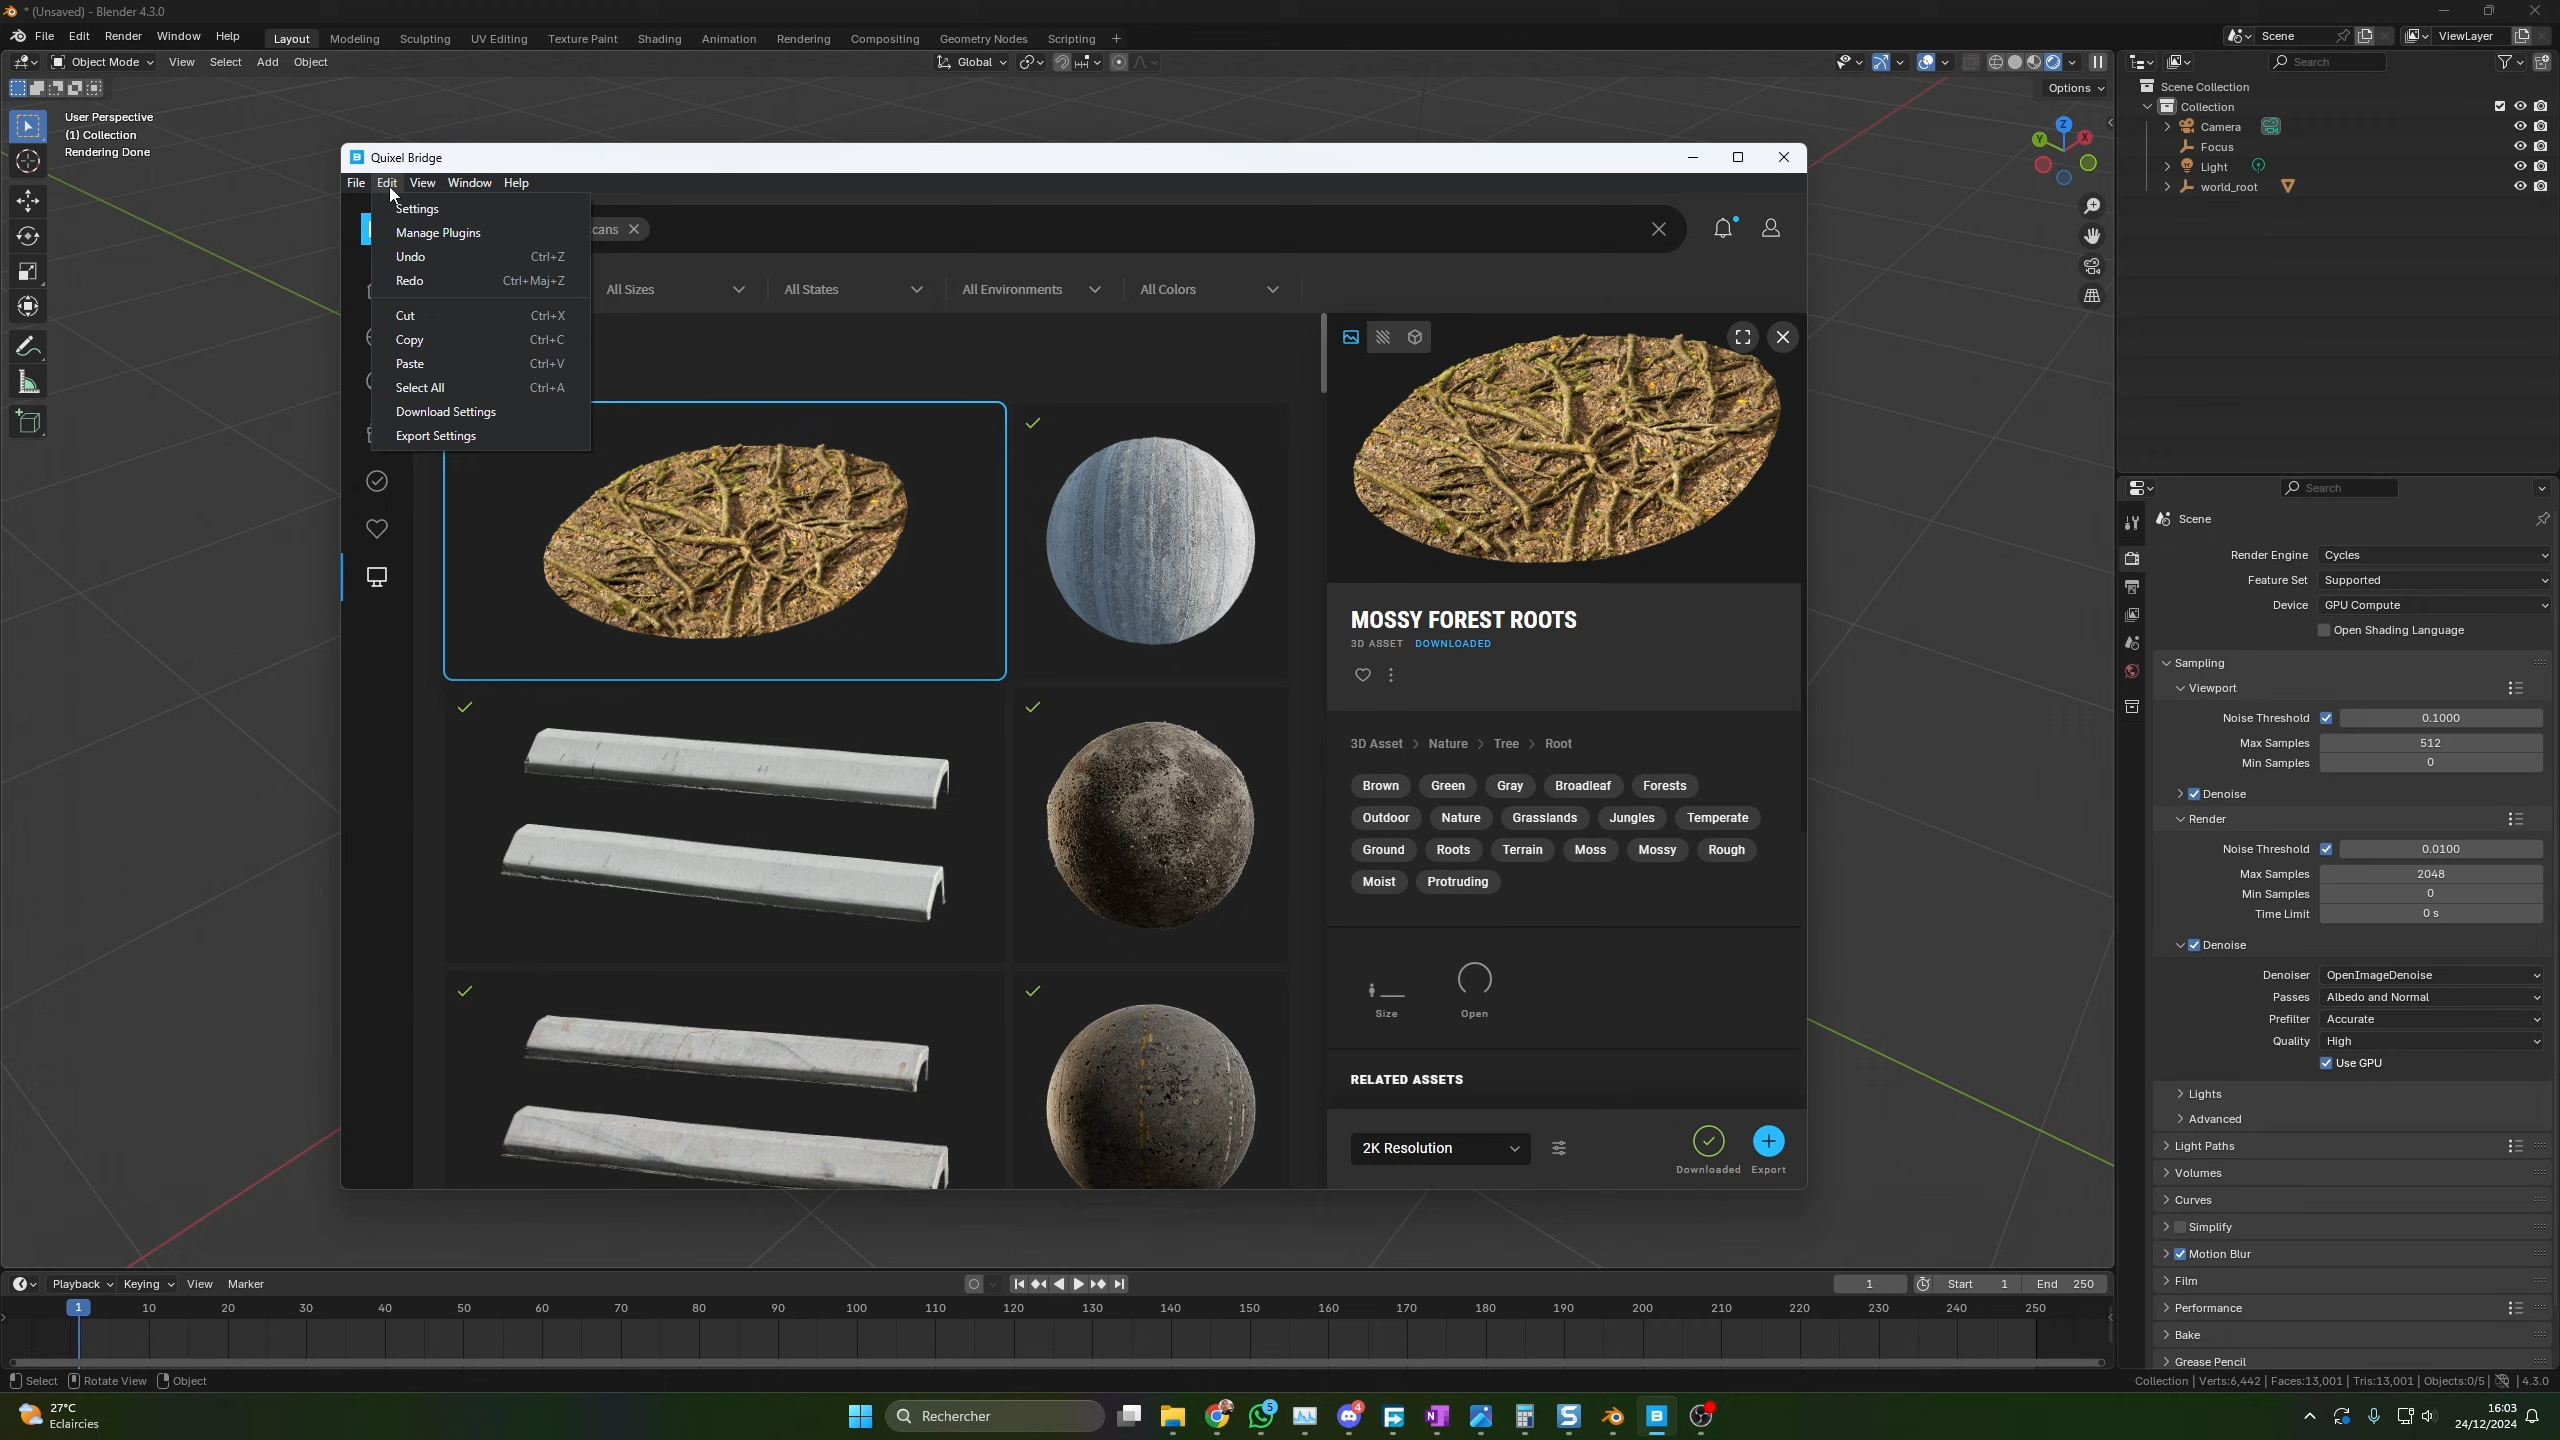 * (Unsaved) - Blender 4.3.0
File Edit Render Window Help Layout Modeling Sculpting UV Editing Texture Paint Shading Animation Rendering Compositing Geometry Nodes Scripting + Scene ViewLayer
Object Mode View Select Add Object Global Search
Options
User Perspective
(1) Collection
Rendering Done
Z
Y
X
Scene Collection
Collection
Camera
Focus
Light
world_root
Quixel Bridge
File Edit View Window Help
Settings
Manage Plugins
Undo Ctrl+Z
Redo Ctrl+Maj+Z
Cut Ctrl+X
Copy Ctrl+C
Paste Ctrl+V
Select All Ctrl+A
Download Settings
Export Settings
cans
All Sizes All States All Environments All Colors
MOSSY FOREST ROOTS
3D ASSET DOWNLOADED
3D Asset > Nature > Tree > Root
Brown Green Gray Broadleaf Forests
Outdoor Nature Grasslands Jungles Temperate
Ground Roots Terrain Moss Mossy Rough
Moist Protruding
Size Open
RELATED ASSETS
2K Resolution
Downloaded Export
Search
Scene
Render Engine Cycles
Feature Set Supported
Device GPU Compute
Open Shading Language
Sampling
Viewport
Noise Threshold 0.1000
Max Samples 512
Min Samples 0
Denoise
Render
Noise Threshold 0.0100
Max Samples 2048
Min Samples 0
Time Limit 0 s
Denoise
Denoiser OpenImageDenoise
Passes Albedo and Normal
Prefilter Accurate
Quality High
Use GPU
Lights
Advanced
Light Paths
Volumes
Curves
Simplify
Motion Blur
Film
Performance
Bake
Grease Pencil
Playback Keying View Marker 1 Start 1 End 250
1 10 20 30 40 50 60 70 80 90 100 110 120 130 140 150 160 170 180 190 200 210 220 230 240 250
Select Rotate View Object
Collection | Verts:6,442 | Faces:13,001 | Tris:13,001 | Objects:0/5 | 4.3.0
27°C
Eclaircies
Rechercher
5
4
16:03
24/12/2024